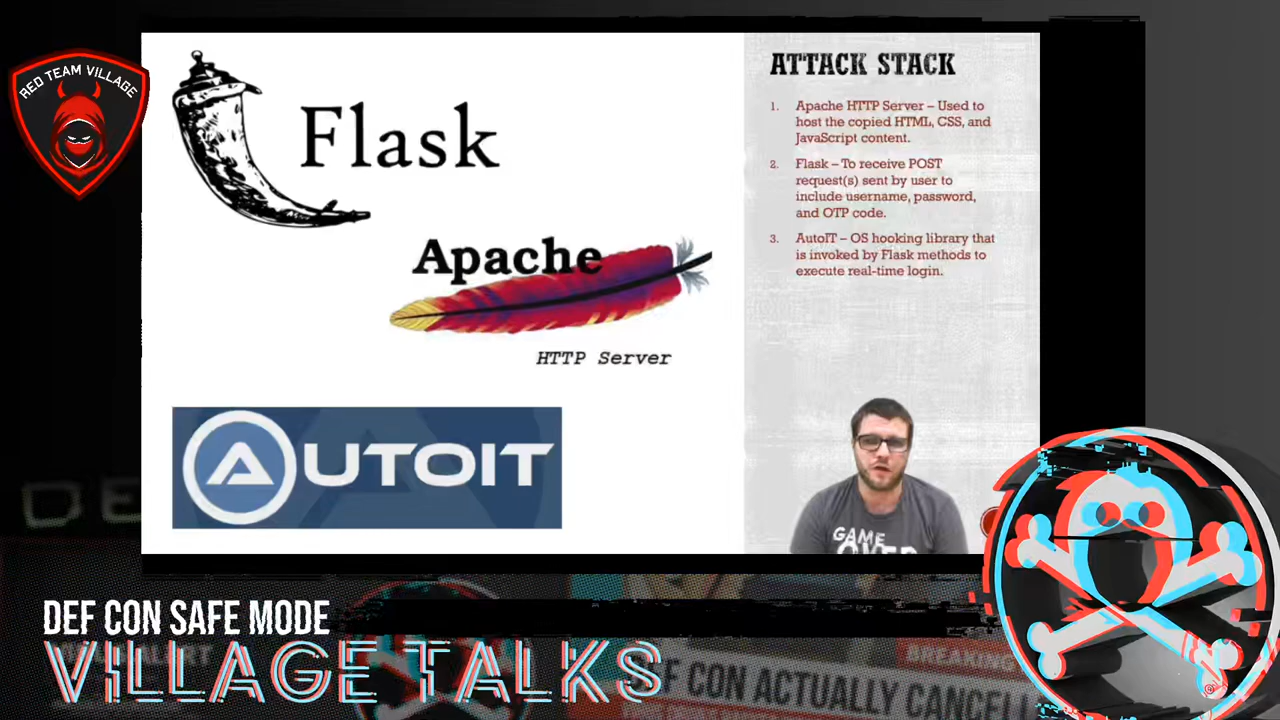 RED TEAM VILLAGE
Flask
Apache
HTTP Server
AUTOIT
ATTACK STACK
1. Apache HTTP Server – Used to
host the copied HTML, CSS, and
JavaScript content.
2. Flask – To receive POST
request(s) sent by user to
include username, password,
and OTP code.
3. AutoIT – OS hooking library that
is invoked by Flask methods to
execute real-time login.
GAME
OVER
DEF CON SAFE MODE
VILLAGE TALKS
BREAKING
DEF CON ACTUALLY